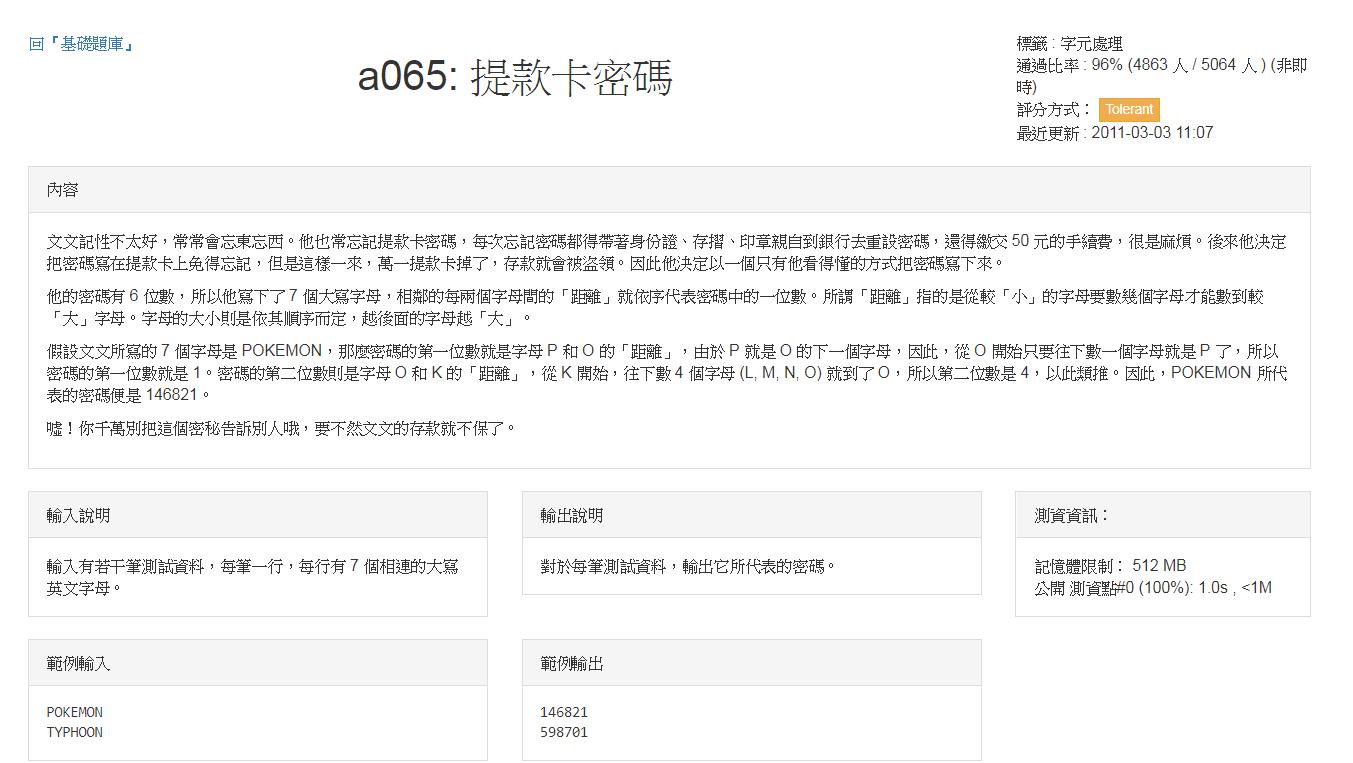 回『基礎題庫』
a065: 提款卡密碼
標籤 : 字元處理
通過比率 : 96% (4863 人 / 5064 人 ) (非即
時)
評分方式： Tolerant
最近更新 : 2011-03-03 11:07
內容
文文記性不太好，常常會忘東忘西。他也常忘記提款卡密碼，每次忘記密碼都得帶著身份證、存摺、印章親自到銀行去重設密碼，還得繳交 50 元的手續費，很是麻煩。後來他決定
把密碼寫在提款卡上免得忘記，但是這樣一來，萬一提款卡掉了，存款就會被盜領。因此他決定以一個只有他看得懂的方式把密碼寫下來。
他的密碼有 6 位數，所以他寫下了 7 個大寫字母，相鄰的每兩個字母間的「距離」就依序代表密碼中的一位數。所謂「距離」指的是從較「小」的字母要數幾個字母才能數到較
「大」字母。字母的大小則是依其順序而定，越後面的字母越「大」。
假設文文所寫的 7 個字母是 POKEMON，那麼密碼的第一位數就是字母 P 和 O 的「距離」，由於 P 就是 O 的下一個字母，因此，從 O 開始只要往下數一個字母就是 P 了，所以
密碼的第一位數就是 1。密碼的第二位數則是字母 O 和 K 的「距離」，從 K 開始，往下數 4 個字母 (L, M, N, O) 就到了 O，所以第二位數是 4，以此類推。因此，POKEMON 所代
表的密碼便是 146821。
噓！你千萬別把這個密秘告訴別人哦，要不然文文的存款就不保了。
輸入說明
輸入有若干筆測試資料，每筆一行，每行有 7 個相連的大寫
英文字母。
輸出說明
對於每筆測試資料，輸出它所代表的密碼。
測資資訊：
記憶體限制： 512 MB
公開 測資點#0 (100%): 1.0s , <1M
範例輸入
POKEMON
TYPHOON
範例輸出
146821
598701